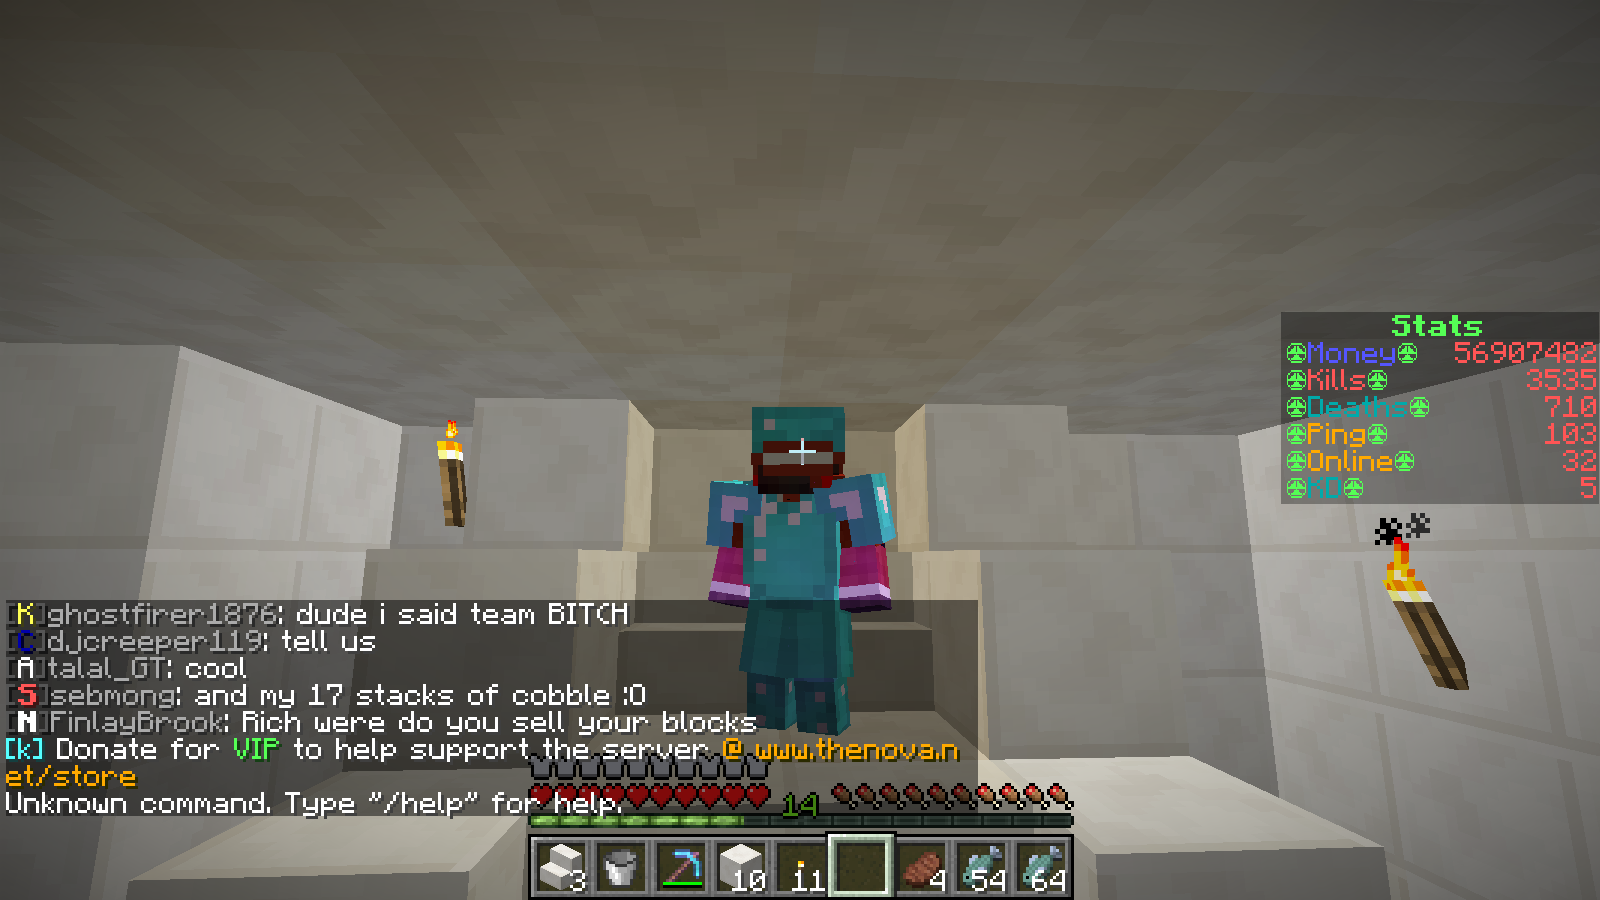 Stats
Money 56907482
Kills 3535
Deaths 710
Ping 103
Online 32
KD 5
[K]ghostfirer1876: dude i said team BITCH
[C]djcreeper119: tell us
[A]talal_GT: cool
[S]sebmong: and my 17 stacks of cobble :O
[N]FinlayBrook: Rich were do you sell your blocks
[k] Donate for VIP to help support the server @ www.thenova.n
et/store
Unknown command. Type "/help" for help.
14
3 10 11 4 54 64